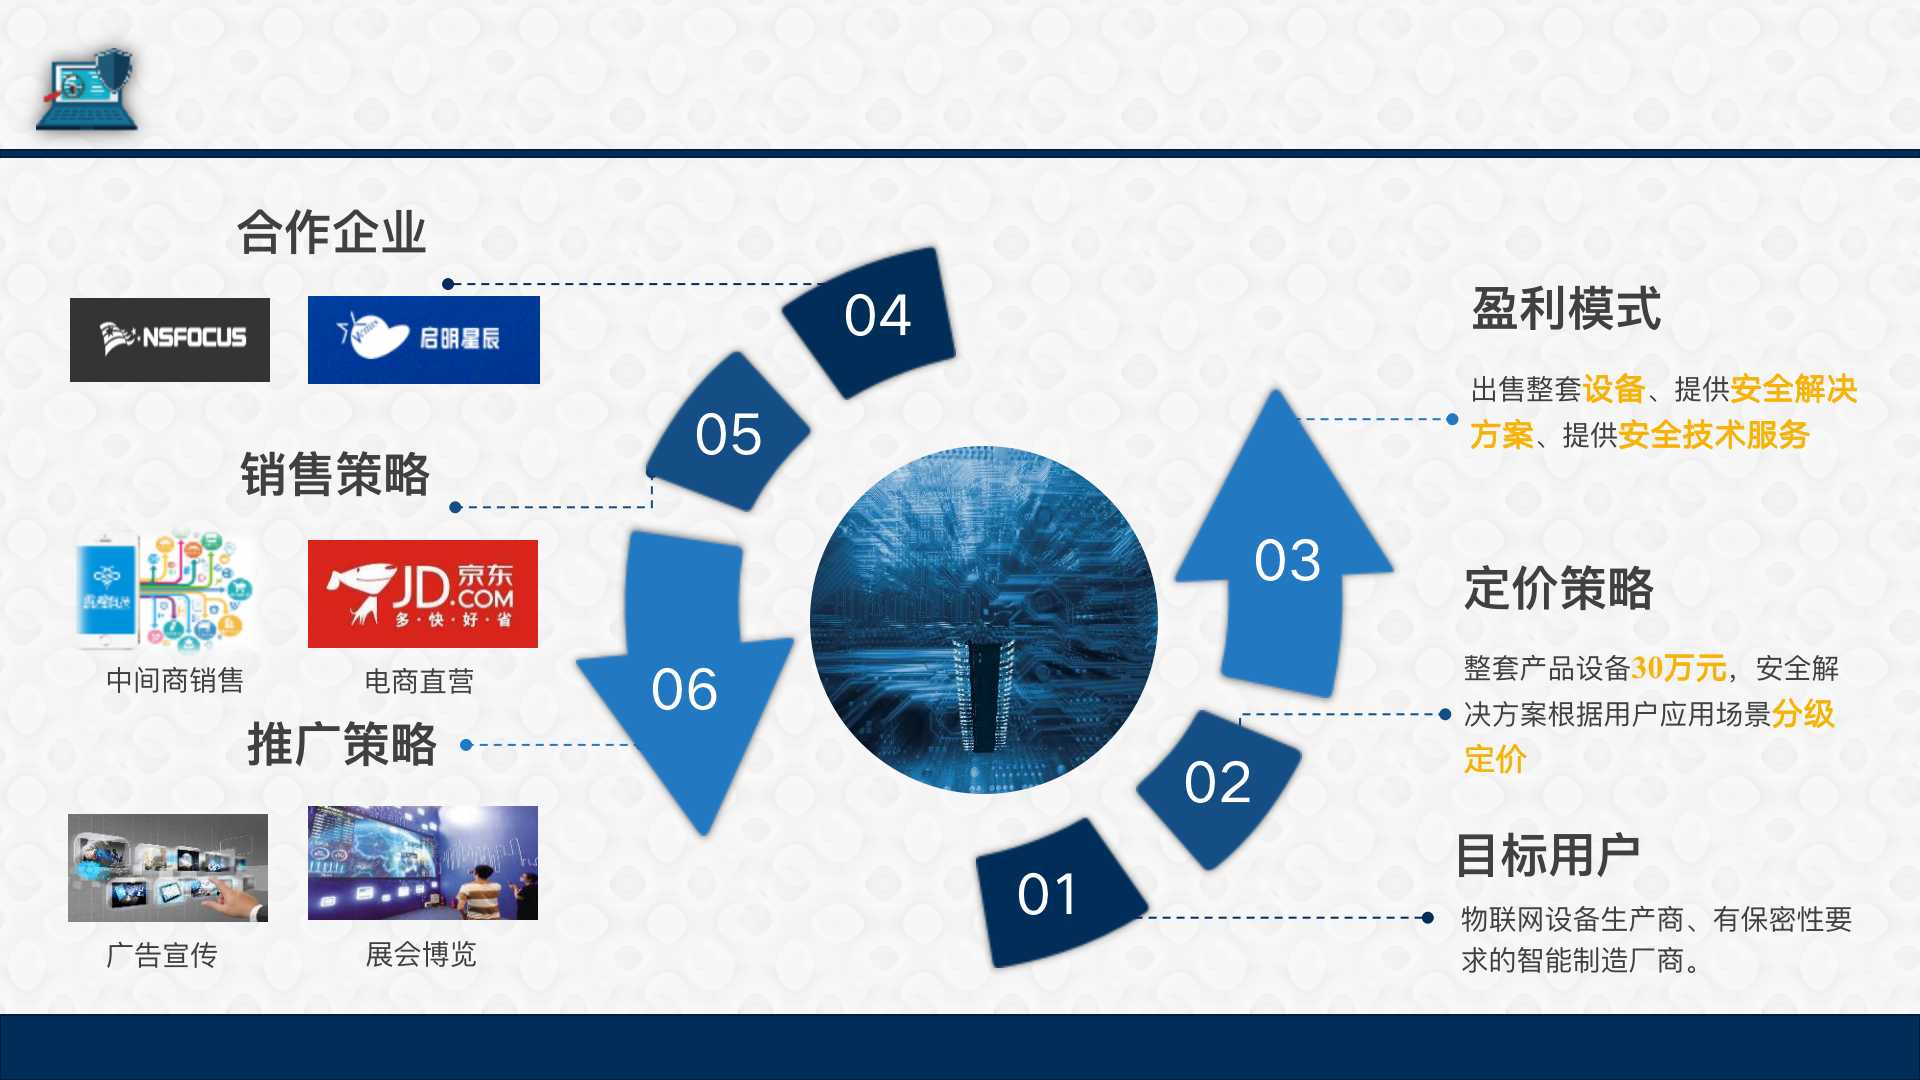 合作企业
NSFOCUS
Venus
启明星辰
04
05
销售策略
京东
JD.COM
多·快·好·省
中间商销售
电商直营
06
推广策略
广告宣传
展会博览
盈利模式
出售整套设备、提供安全解决
方案、提供安全技术服务
03
定价策略
整套产品设备30万元，安全解
决方案根据用户应用场景分级
定价
02
目标用户
01
物联网设备生产商、有保密性要
求的智能制造厂商。